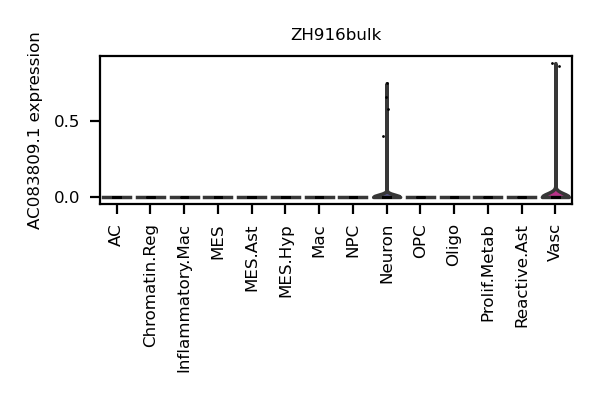 ZH916bulk
AC083809.1 expression
0.5
0.0
AC
Chromatin.Reg
Inflammatory.Mac
MES
MES.Ast
MES.Hyp
Mac
NPC
Neuron
OPC
Oligo
Prolif.Metab
Reactive.Ast
Vasc